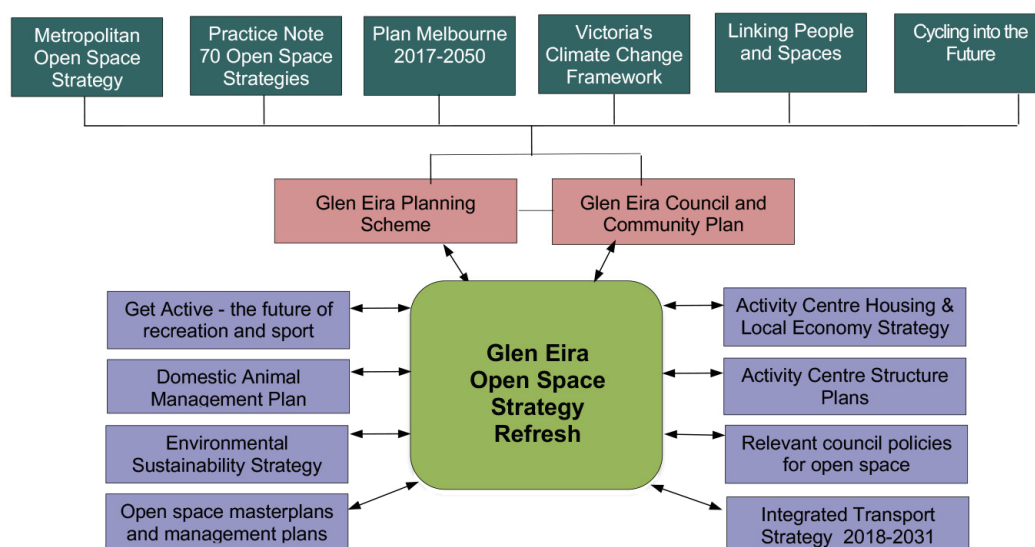 Metropolitan
Open Space
Strategy
Practice Note
70 Open Space
Strategies
Plan Melbourne
2017-2050
Victoria's
Climate Change
Framework
Linking People
and Spaces
Cycling into the
Future
Glen Eira Planning
Scheme
Glen Eira Council and
Community Plan
Get Active - the future of
recreation and sport
Domestic Animal
Management Plan
Environmental
Sustainability Strategy
Open space masterplans
and management plans
Glen Eira
Open Space
Strategy
Refresh
Activity Centre Housing &
Local Economy Strategy
Activity Centre Structure
Plans
Relevant council policies
for open space
Integrated Transport
Strategy 2018-2031